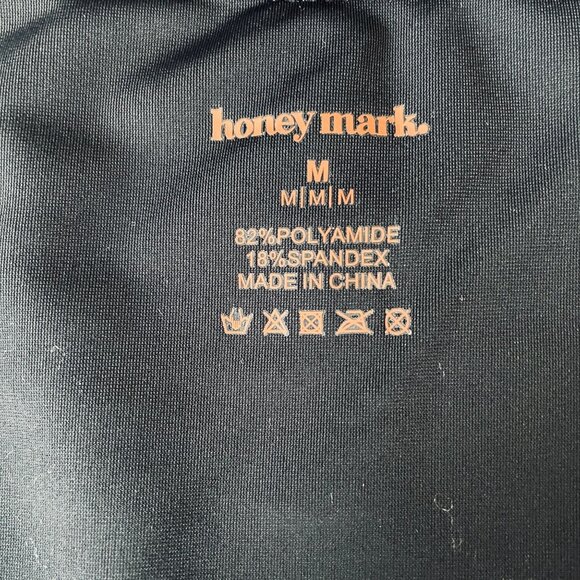 honey mark.
M
M|M|M
82%POLYAMIDE
18%SPANDEX
MADE IN CHINA